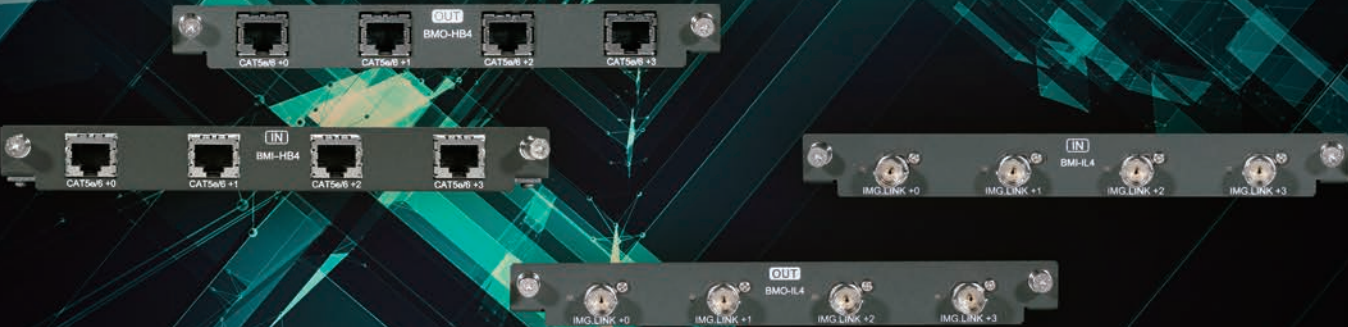 OUT
BMO-HB4
CAT5e/6 +0 CAT5e/6 +1 CAT5e/6 +2 CAT5e/6 +3
IN
BMI-HB4
CAT5e/6 +0 CAT5e/6 +1 CAT5e/6 +2 CAT5e/6 +3
IN
BMI-IL4
IMG.LINK +0 IMG.LINK +1 IMG.LINK +2 IMG.LINK +3
OUT
BMO-IL4
IMG.LINK +0 IMG.LINK +1 IMG.LINK +2 IMG.LINK +3